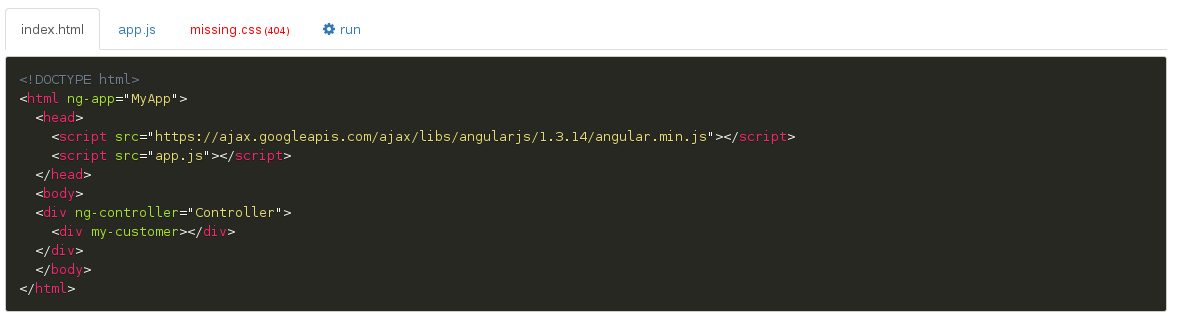 index.html app.js missing.css (404) run
<!DOCTYPE html>
<html ng-app="MyApp">
  <head>
    <script src="https://ajax.googleapis.com/ajax/libs/angularjs/1.3.14/angular.min.js"></script>
    <script src="app.js"></script>
  </head>
  <body>
  <div ng-controller="Controller">
    <div my-customer></div>
  </div>
  </body>
</html>